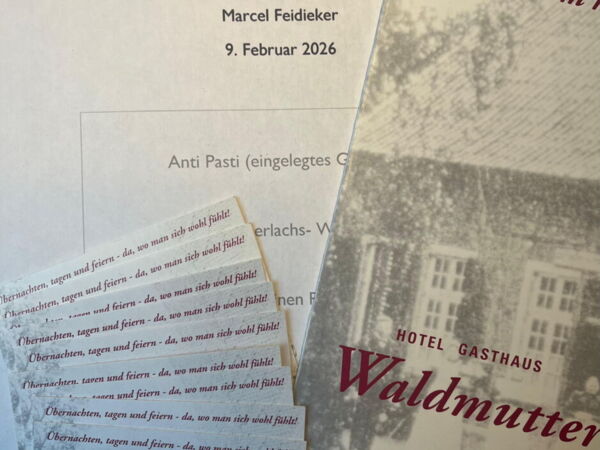 Marcel Feidieker
9. Februar 2026
Anti Pasti (eingelegtes G
erlachs- W
nen F
Übernachten, tagen und feiern - da, wo man sich wohl fühlt!
Übernachten, tagen und feiern - da, wo man sich wohl fühlt!
Übernachten, tagen und feiern - da, wo man sich wohl fühlt!
Übernachten, tagen und feiern - da, wo man sich wohl fühlt!
Übernachten, tagen und feiern - da, wo man sich wohl fühlt!
Übernachten, tagen und feiern - da, wo man sich wohl fühlt!
Übernachten, tagen und feiern - da, wo man sich wohl fühlt!
Übernachten, tagen und feiern - da, wo man sich wohl fühlt!
Übernachten, tagen und feiern - da, wo man sich wohl fühlt!
HOTEL GASTHAUS
Waldmutter